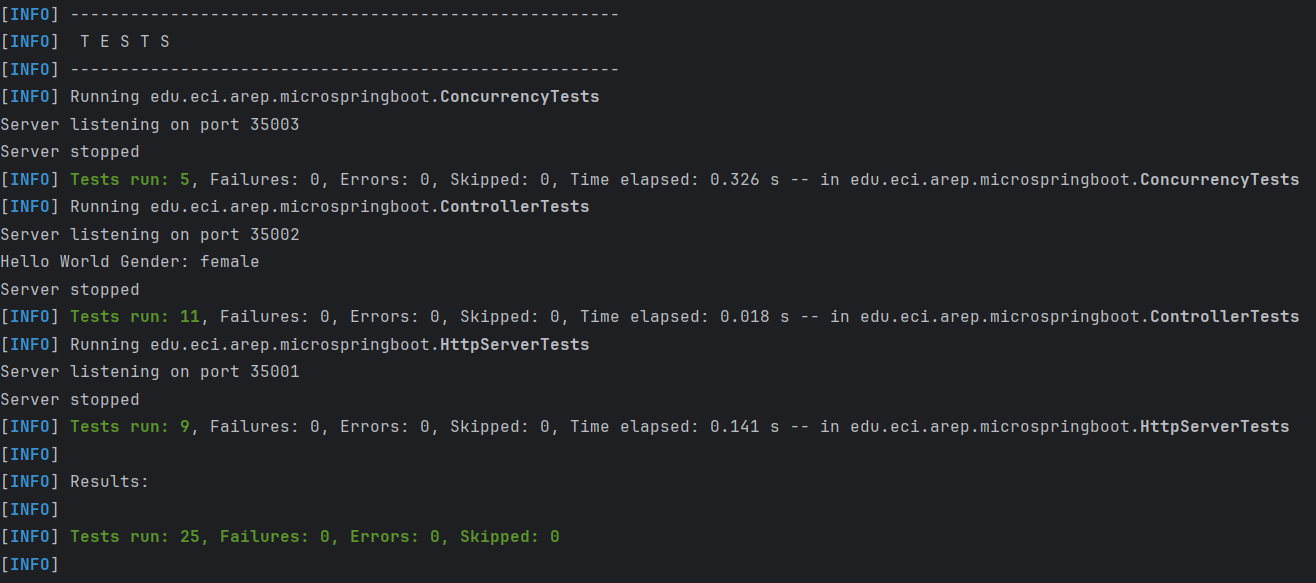 [INFO] -------------------------------------------------------
[INFO]  T E S T S
[INFO] -------------------------------------------------------
[INFO] Running edu.eci.arep.microspringboot.ConcurrencyTests
Server listening on port 35003
Server stopped
[INFO] Tests run: 5, Failures: 0, Errors: 0, Skipped: 0, Time elapsed: 0.326 s -- in edu.eci.arep.microspringboot.ConcurrencyTests
[INFO] Running edu.eci.arep.microspringboot.ControllerTests
Server listening on port 35002
Hello World Gender: female
Server stopped
[INFO] Tests run: 11, Failures: 0, Errors: 0, Skipped: 0, Time elapsed: 0.018 s -- in edu.eci.arep.microspringboot.ControllerTests
[INFO] Running edu.eci.arep.microspringboot.HttpServerTests
Server listening on port 35001
Server stopped
[INFO] Tests run: 9, Failures: 0, Errors: 0, Skipped: 0, Time elapsed: 0.141 s -- in edu.eci.arep.microspringboot.HttpServerTests
[INFO]
[INFO] Results:
[INFO]
[INFO] Tests run: 25, Failures: 0, Errors: 0, Skipped: 0
[INFO]